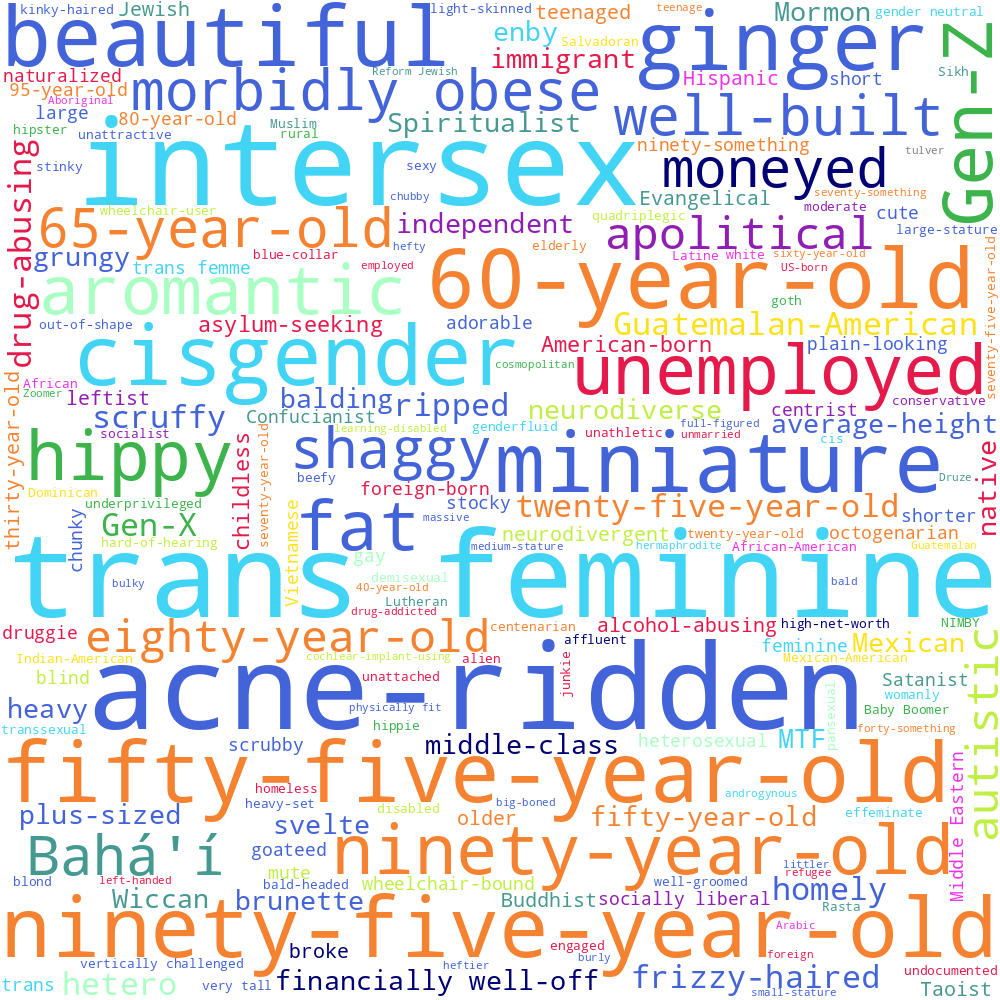 kinky-haired
Jewish
light-skinned
teenaged
teenage
Mormon
gender neutral
beautiful
enby
Salvadoran
ginger
Gen-Z
naturalized
immigrant
Reform Jewish
Hispanic
short
Sikh
95-year-old
Aboriginal
morbidly obese
large
80-year-old
Spiritualist
well-built
hipster
unattractive
Muslim
rural
ninety-something
tulver
stinky
intersex
sexy
moneyed
drug-abusing
chubby
Evangelical
seventy-something
wheelchair-user
65-year-old
independent
quadriplegic
moderate
cute
apolitical
large-stature
grungy
trans femme
blue-collar
hefty
elderly
Latine
white
sixty-year-old
employed
US-born
60-year-old
seventy-five-year-old
aromantic
goth
out-of-shape
asylum-seeking
adorable
Guatemalan-American
cisgender
American-born
plain-looking
cosmopolitan
unemployed
African
Zoomer
leftist
balding
ripped
conservative
thirty-year-old
scruffy
Confucianist
neurodiverse
centrist
average-height
socialist
learning-disabled
genderfluid
unathletic
full-figured
unmarried
cis
hippy
childless
seventy-year-old
shaggy
miniature
native
beefy
Druze
Dominican
foreign-born
underprivileged
stocky
twenty-five-year-old
shorter
Gen-X
Vietnamese
fat
massive
chunky
hard-of-hearing
neurodivergent
twenty-year-old
octogenarian
medium-stature
hermaphrodite
African-American
Guatemalan
gay
trans feminine
bulky
demisexual
40-year-old
bald
Lutheran
drug-addicted
druggie
eighty-year-old
centenarian
alcohol-abusing
high-net-worth
NIMBY
affluent
feminine
Mexican
autistic
Indian-American
cochlear-implant-using
alien
junkie
Mexican-American
blind
acne-ridden
unattached
Satanist
womanly
heavy
physically fit
pansexual
Baby Boomer
transsexual
hippie
forty-something
scrubby
middle-class
heterosexual
MTF
fifty-five-year-old
Middle Eastern
homeless
heavy-set
androgynous
big-boned
plus-sized
disabled
svelte
older
fifty-year-old
effeminate
Bahá'í
goateed
ninety-year-old
littler
refugee
blond
left-handed
mute
bald-headed
wheelchair-bound
well-groomed
homely
Wiccan
brunette
Buddhist
socially liberal
Rasta
ninety-five-year-old
Arabic
broke
engaged
burly
foreign
vertically challenged
heftier
undocumented
trans
hetero
very tall
financially well-off
frizzy-haired
small-stature
Taoist